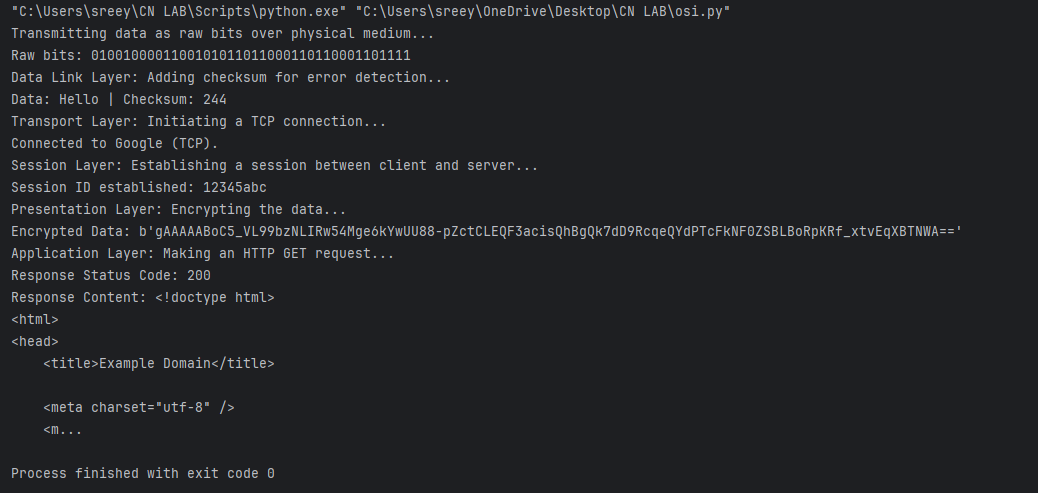 "C:\Users\sreey\CN LAB\Scripts\python.exe" "C:\Users\sreey\OneDrive\Desktop\CN LAB\osi.py"
Transmitting data as raw bits over physical medium...
Raw bits: 0100100001100101011011000110110001101111
Data Link Layer: Adding checksum for error detection...
Data: Hello | Checksum: 244
Transport Layer: Initiating a TCP connection...
Connected to Google (TCP).
Session Layer: Establishing a session between client and server...
Session ID established: 12345abc
Presentation Layer: Encrypting the data...
Encrypted Data: b'gAAAAABoC5_VL99bzNLIRw54Mge6kYwUU88-pZctCLEQF3acisQhBgQk7dD9RcqeQYdPTcFkNF0ZSBLBoRpKRf_xtvEqXBTNWA=='
Application Layer: Making an HTTP GET request...
Response Status Code: 200
Response Content: <!doctype html>
<html>
<head>
    <title>Example Domain</title>

    <meta charset="utf-8" />
    <m...

Process finished with exit code 0